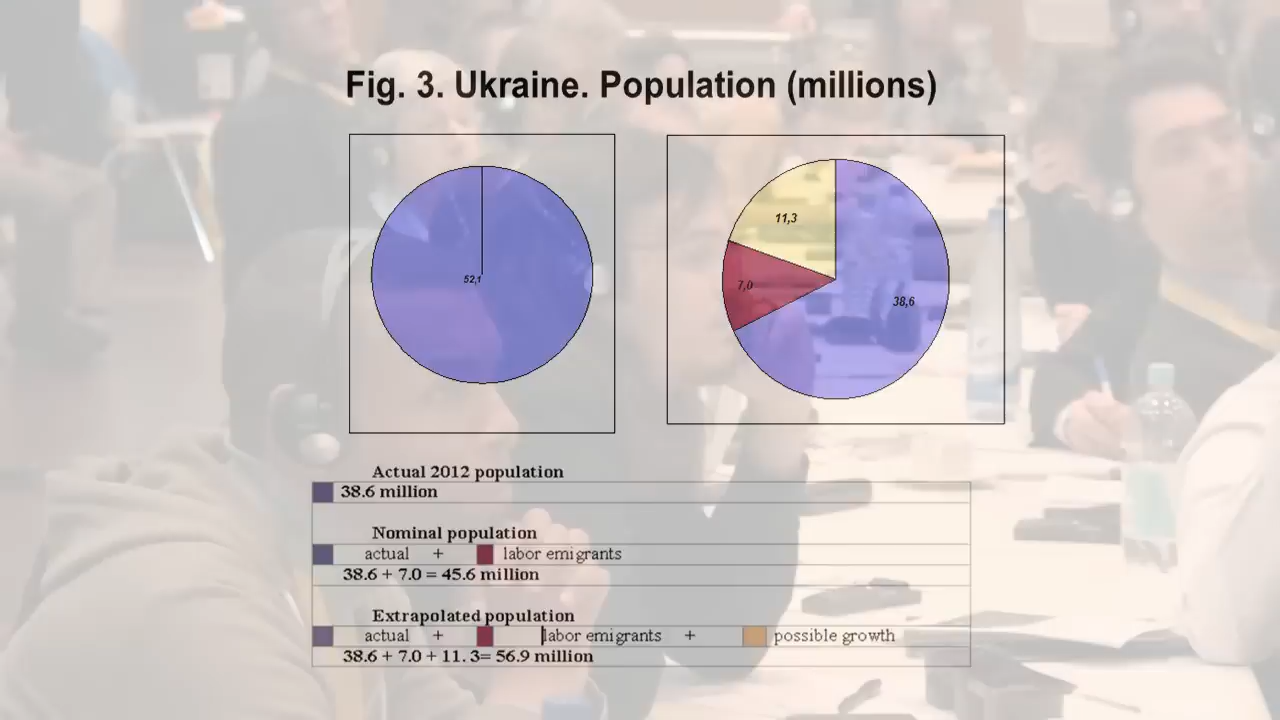 Fig. 3. Ukraine. Population (millions)
52,1
11,3
7,0
38,6
Actual 2012 population
38.6 million
Nominal population
actual + labor emigrants
38.6 + 7.0 = 45.6 million
Extrapolated population
actual + labor emigrants + possible growth
38.6 + 7.0 + 11. 3= 56.9 million